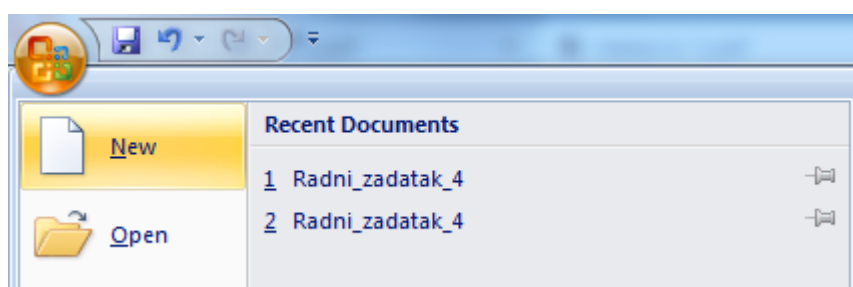 New
Recent Documents
1 Radni_zadatak_4
2 Radni_zadatak_4
Open